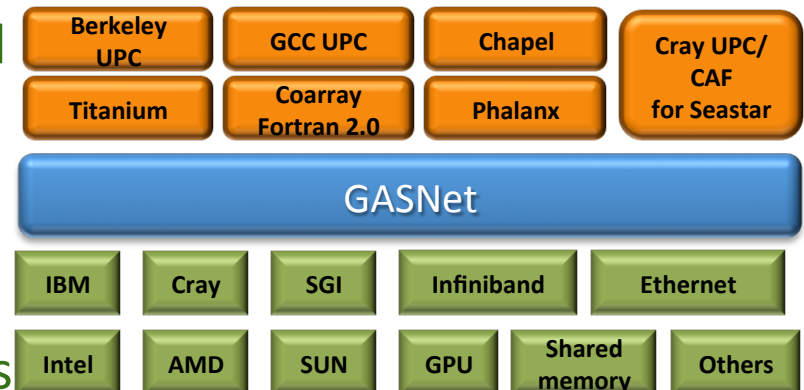 Berkeley
UPC
GCC UPC
Chapel
Cray UPC/
CAF
for Seastar
Titanium
Coarray
Fortran 2.0
Phalanx
GASNet
IBM
Cray
SGI
Infiniband
Ethernet
s
Intel
AMD
SUN
GPU
Shared
memory
Others